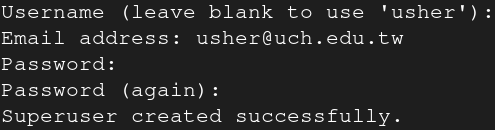 Username (leave blank to use 'usher'):
Email address: usher@uch.edu.tw
Password:
Password (again):
Superuser created successfully.